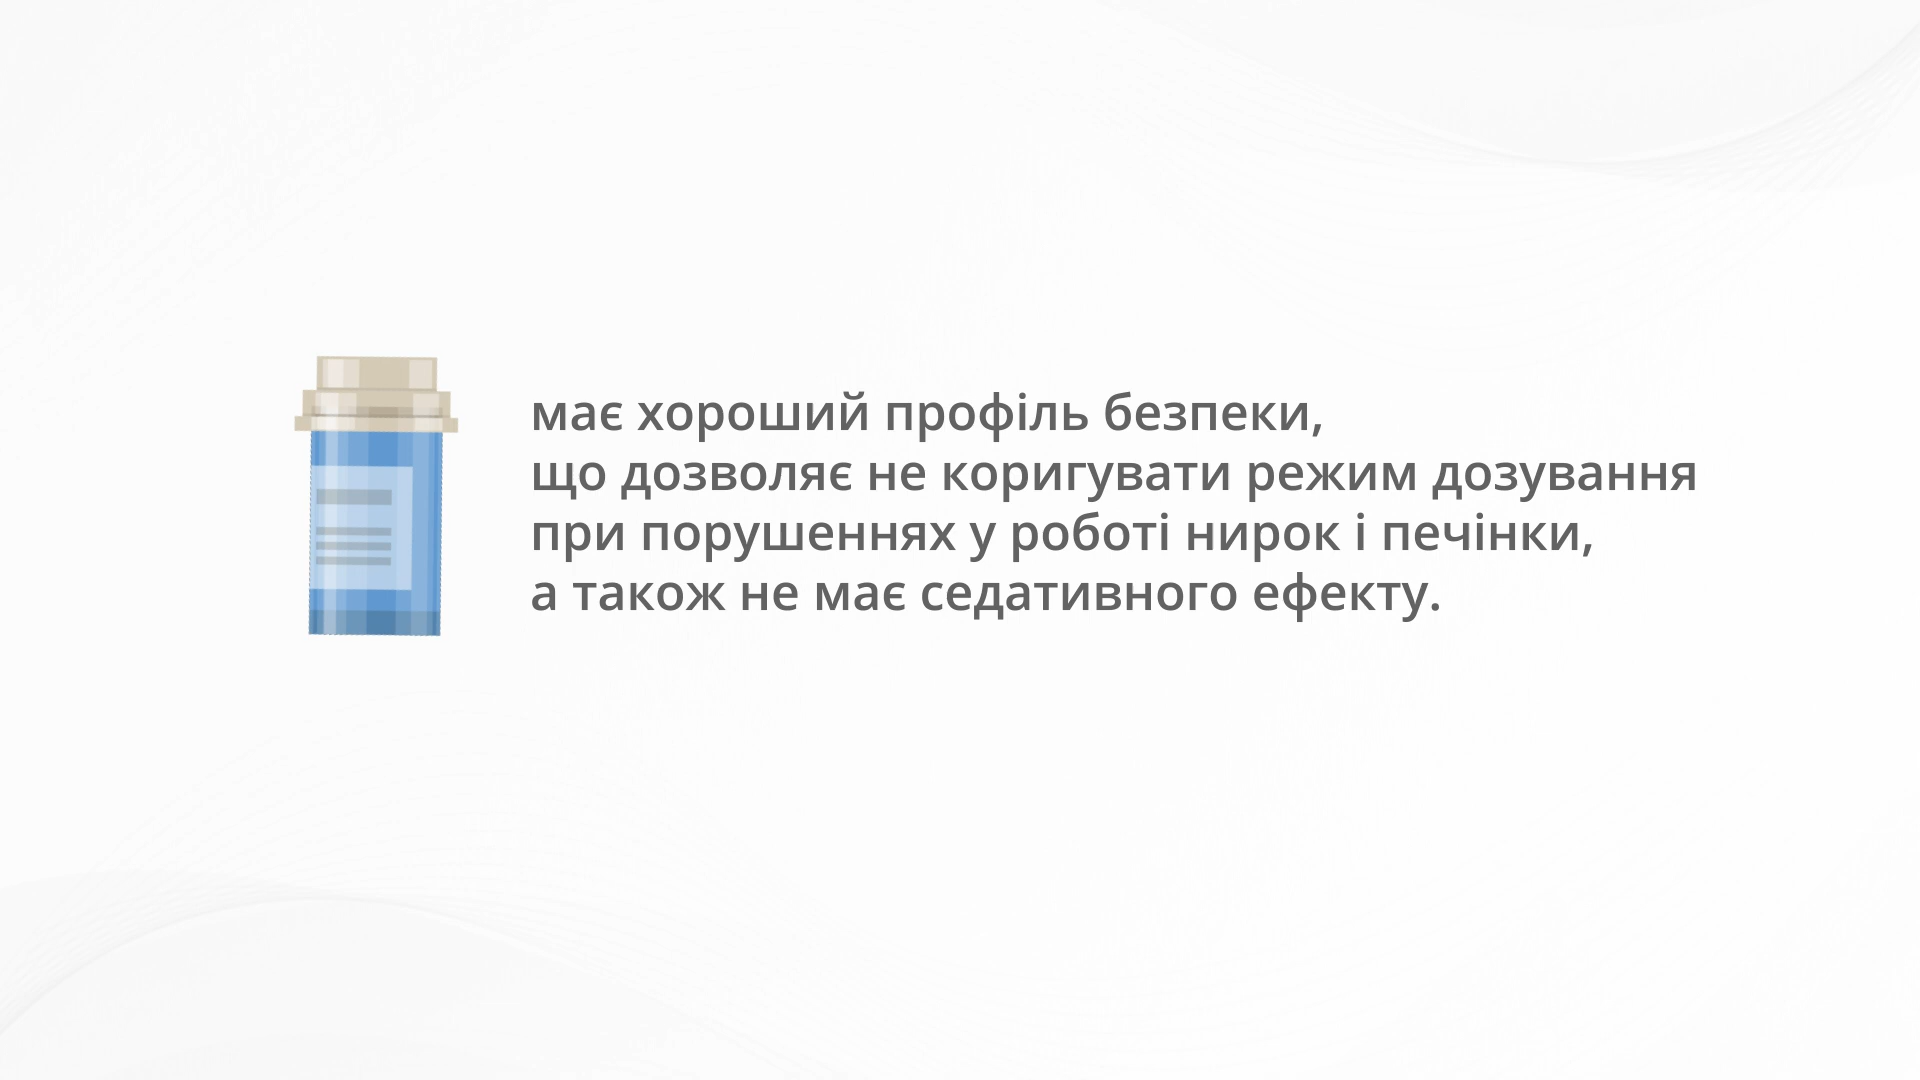 має хороший профіль безпеки,
що дозволяє не коригувати режим дозування
при порушеннях у роботі нирок і печінки,
а також не має седативного ефекту.